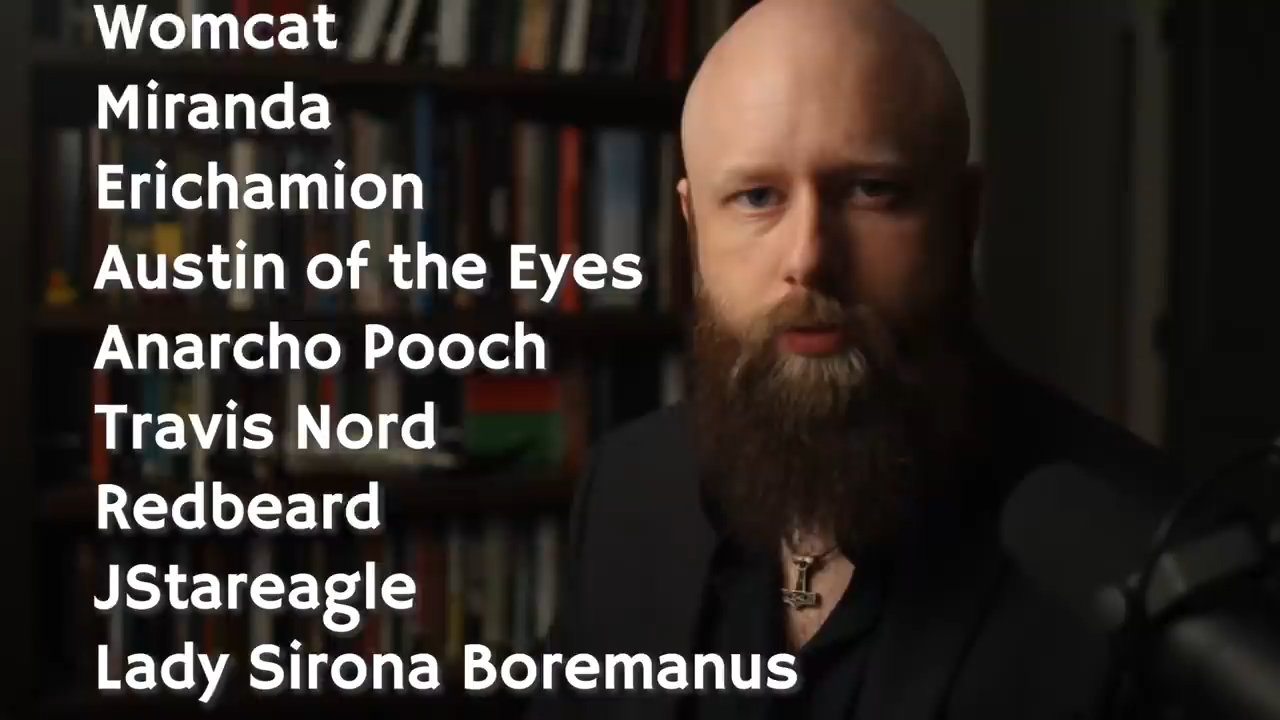 Womcat
Miranda
Erichamion
Austin of the Eyes
Anarcho Pooch
Travis Nord
Redbeard
JStareagle
Lady Sirona Boremanus